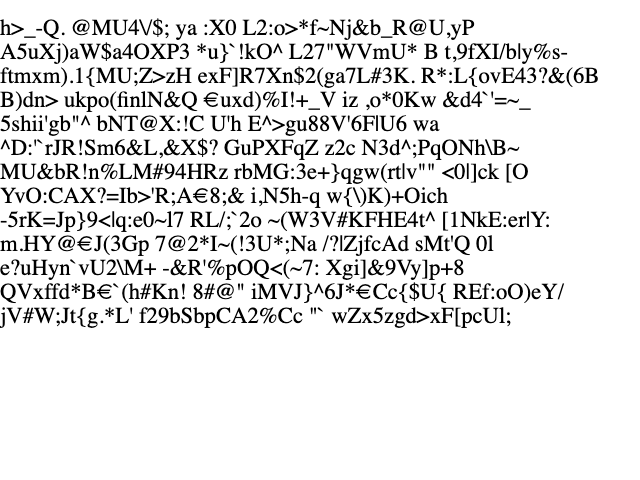 h>_-Q. @MU4\/$; ya :X0 L2:o>*f~Nj&b_R@U,yP
A5uXj)aW$a4OXP3 *u}`!kO^ L27"WVmU* B t,9fXI/b|y%s-
ftmxm).1{MU;Z>zH exF]R7Xn$2(ga7L#3K. R*:L{ovE43?&(6B
B)dn> ukpo(finlN&Q €uxd)%I!+_V iz ,o*0Kw &d4`'=~_
5shii'gb"^ bNT@X:!C U'h E^>gu88V'6F|U6 wa
^D:'`rJR!Sm6&L,&X$? GuPXFqZ z2c N3d^;PqONh\B~
MU&bR!n%LM#94HRz rbMG:3e+}qgw(rt|v"" <0|]ck [O
YvO:CAX?=Ib>'R;A€8;& i,N5h-q w{\)K)+Oich
-5rK=Jp}9<|q:e0~l7 RL/;`2o ~(W3V#KFHE4t^ [1NkE:er|Y:
m.HY@€J(3Gp 7@2*I~(!3U*;Na /?|ZjfcAd sMt'Q 0l
e?uHyn`vU2\M+ -&R'%pOQ<(~7: Xgi]&9Vy]p+8
QVxffd*B€`(h#Kn! 8#@" iMVJ}^6J*€Cc{$U{ REf:oO)eY/
jV#W;Jt{g.*L' f29bSbpCA2%Cc "` wZx5zgd>xF[pcUl;